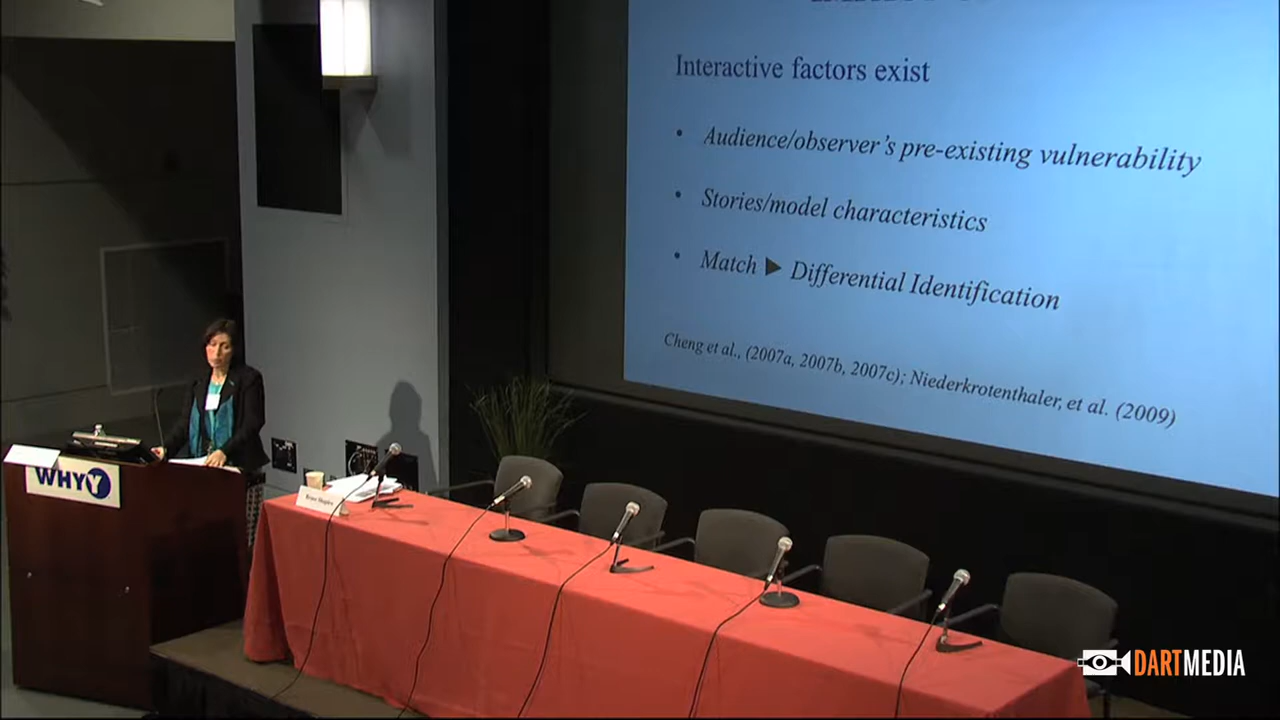 Interactive factors exist
• Audience/observer's pre-existing vulnerability
• Stories/model characteristics
• Match ► Differential Identification
Cheng et al., (2007a, 2007b, 2007c); Niederkrotenthaler, et al. (2009)
WHYY
DARTMEDIA